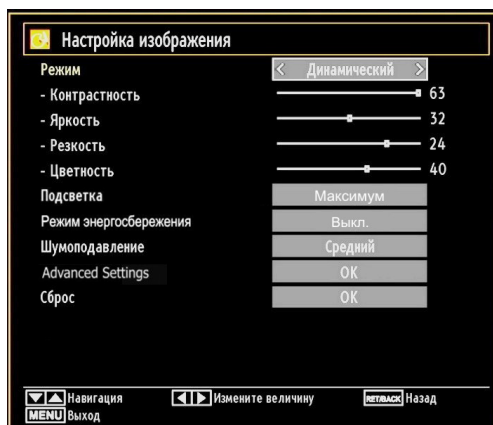 Настройка изображения
Режим Динамический
- Контрастность 63
- Яркость 32
- Резкость 24
- Цветность 40
Подсветка Максимум
Режим энергосбережения Выкл.
Шумоподавление Средний
Advanced Settings OK
Сброс OK
Навигация Измените величину RET/BACK Назад
MENU Выход